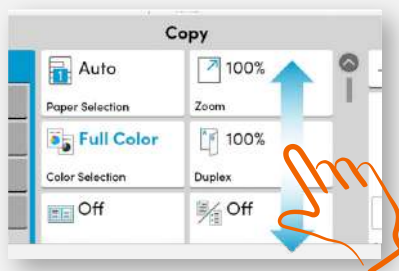 Copy
Auto
Paper Selection
100%
Zoom
Full Color
Color Selection
100%
Duplex
Off
Off